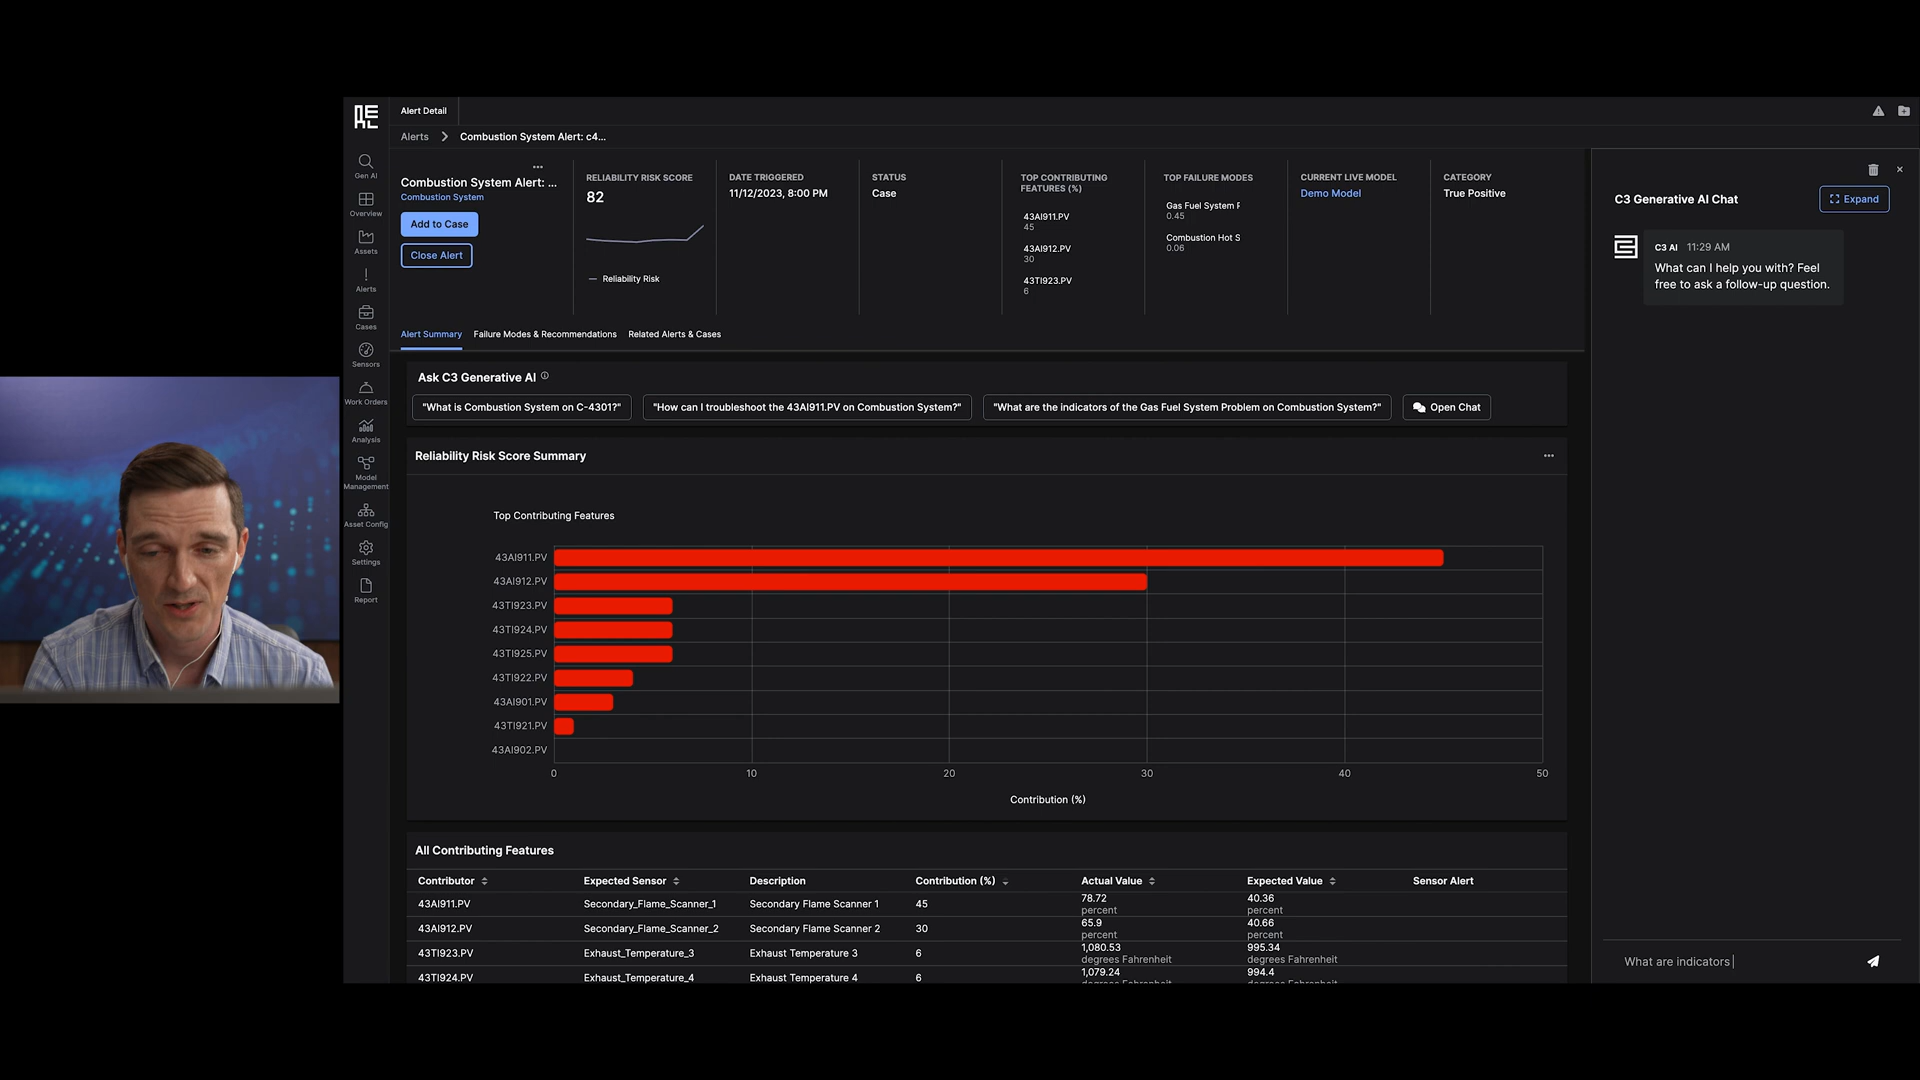 Alert Detail
Alerts
Combustion System Alert: c4...
Gen AI
Overview
Assets
Alerts
Cases
Sensors
Work Orders
Analysis
Model
Management
Asset Config
Settings
Report
Combustion System Alert: ...
Combustion System
Add to Case
Close Alert
RELIABILITY RISK SCORE
82
Reliability Risk
DATE TRIGGERED
11/12/2023, 8:00 PM
STATUS
Case
TOP CONTRIBUTING
FEATURES (%)
43AI911.PV
45
43AI912.PV
30
43TI923.PV
6
TOP FAILURE MODES
Gas Fuel System F
0.45
Combustion Hot S
0.06
CURRENT LIVE MODEL
Demo Model
CATEGORY
True Positive
Alert Summary Failure Modes & Recommendations Related Alerts & Cases
Ask C3 Generative AI
"What is Combustion System on C-4301?" "How can I troubleshoot the 43AI911.PV on Combustion System?" "What are the indicators of the Gas Fuel System Problem on Combustion System?" Open Chat
Reliability Risk Score Summary
Top Contributing Features
43AI911.PV
43AI912.PV
43TI923.PV
43TI924.PV
43TI925.PV
43TI922.PV
43AI901.PV
43TI921.PV
43AI902.PV
0 10 20 30 40 50
Contribution (%)
All Contributing Features
Contributor Expected Sensor Description Contribution (%) Actual Value Expected Value Sensor Alert
43AI911.PV Secondary_Flame_Scanner_1 Secondary Flame Scanner 1 45 78.72 percent 40.36 percent
43AI912.PV Secondary_Flame_Scanner_2 Secondary Flame Scanner 2 30 65.9 percent 40.66 percent
43TI923.PV Exhaust_Temperature_3 Exhaust Temperature 3 6 1,080.53 degrees Fahrenheit 995.34 degrees Fahrenheit
43TI924.PV Exhaust_Temperature_4 Exhaust Temperature 4 6 1,079.24 degrees Fahrenheit 994.4 degrees Fahrenheit
C3 Generative AI Chat
Expand
C3 AI 11:29 AM
What can I help you with? Feel
free to ask a follow-up question.
What are indicators